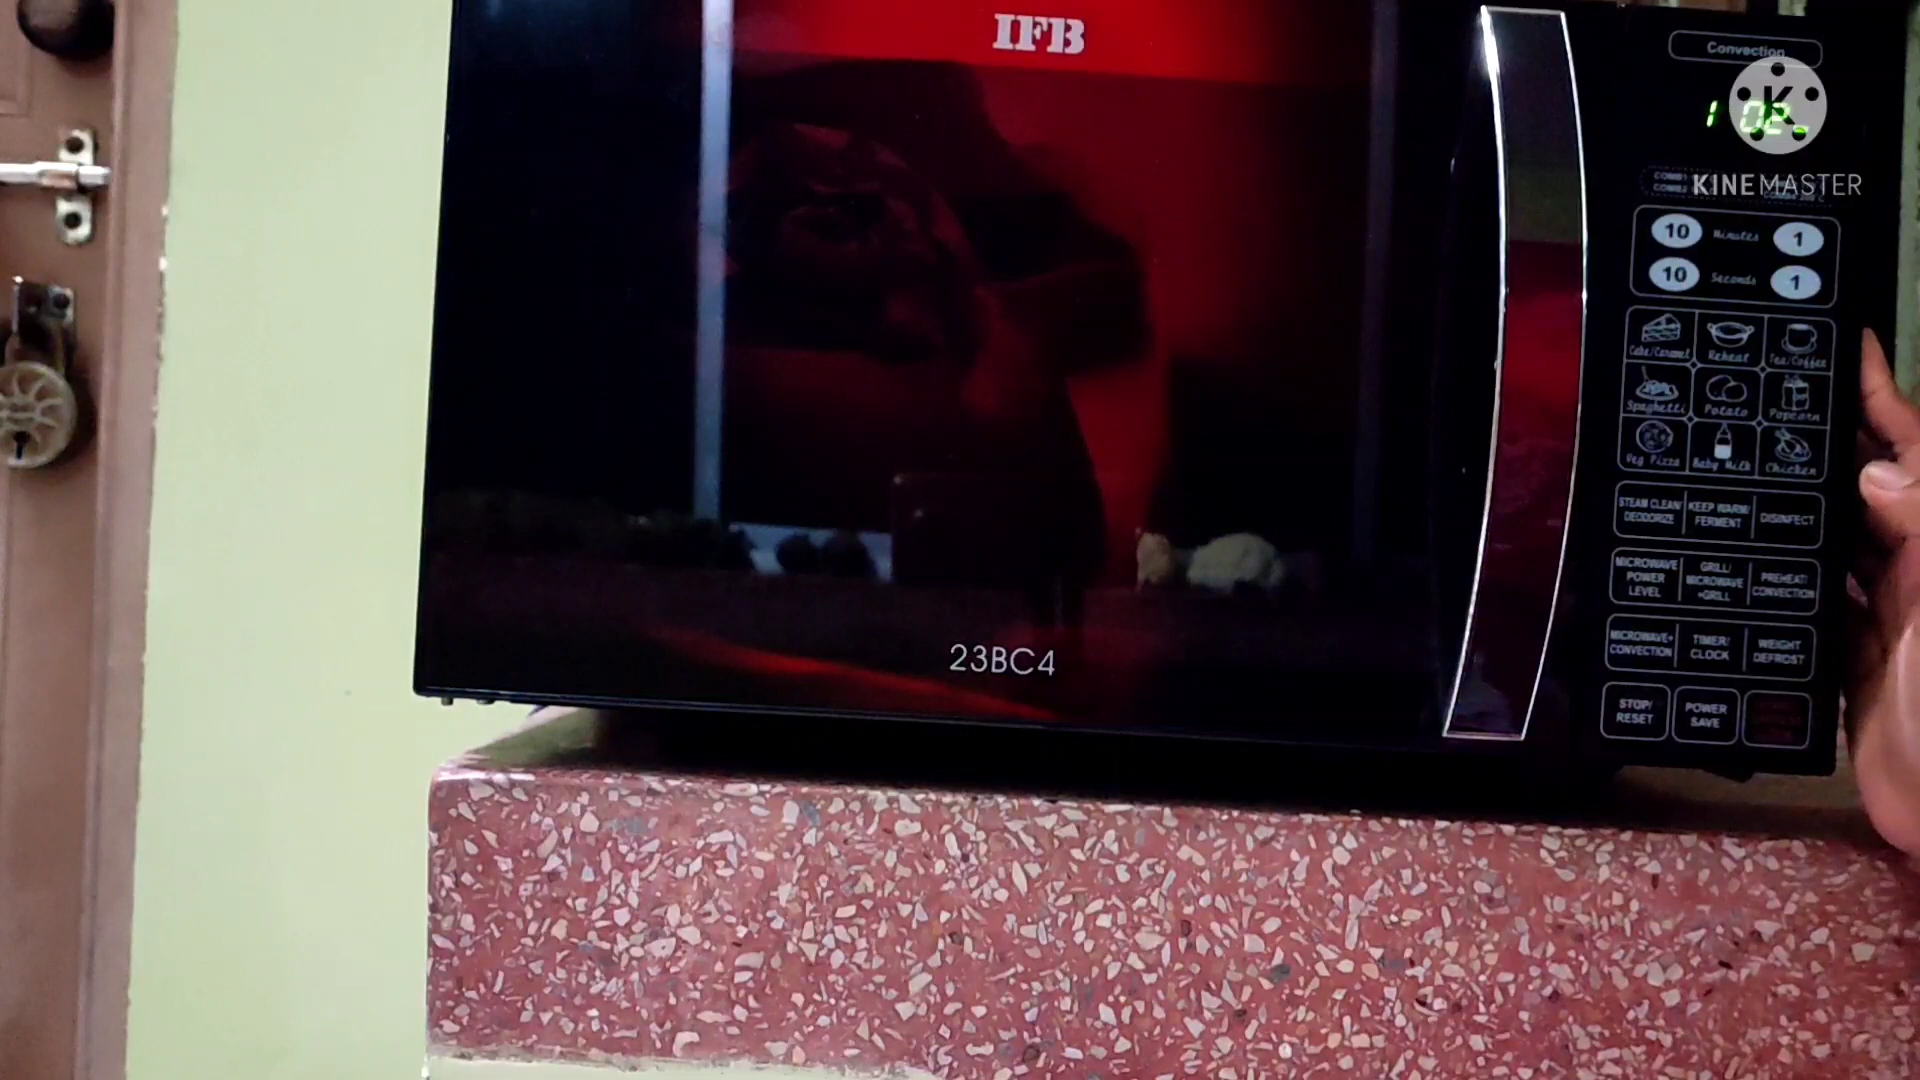 IFB
Convection
1 02
KINEMASTER
10 Minutes 1
10 Seconds 1
Cake/Caramel Reheat Tea/Coffee
Spaghetti Potato Popcorn
Veg Pizza Baby Milk Chicken
STEAM CLEAN/ DEODORIZE KEEP WARM/ FERMENT DISINFECT
MICROWAVE POWER LEVEL GRILL/ MICROWAVE +GRILL PREHEAT/ CONVECTION
MICROWAVE+ CONVECTION TIMER/ CLOCK WEIGHT DEFROST
STOP/ RESET POWER SAVE
23BC4